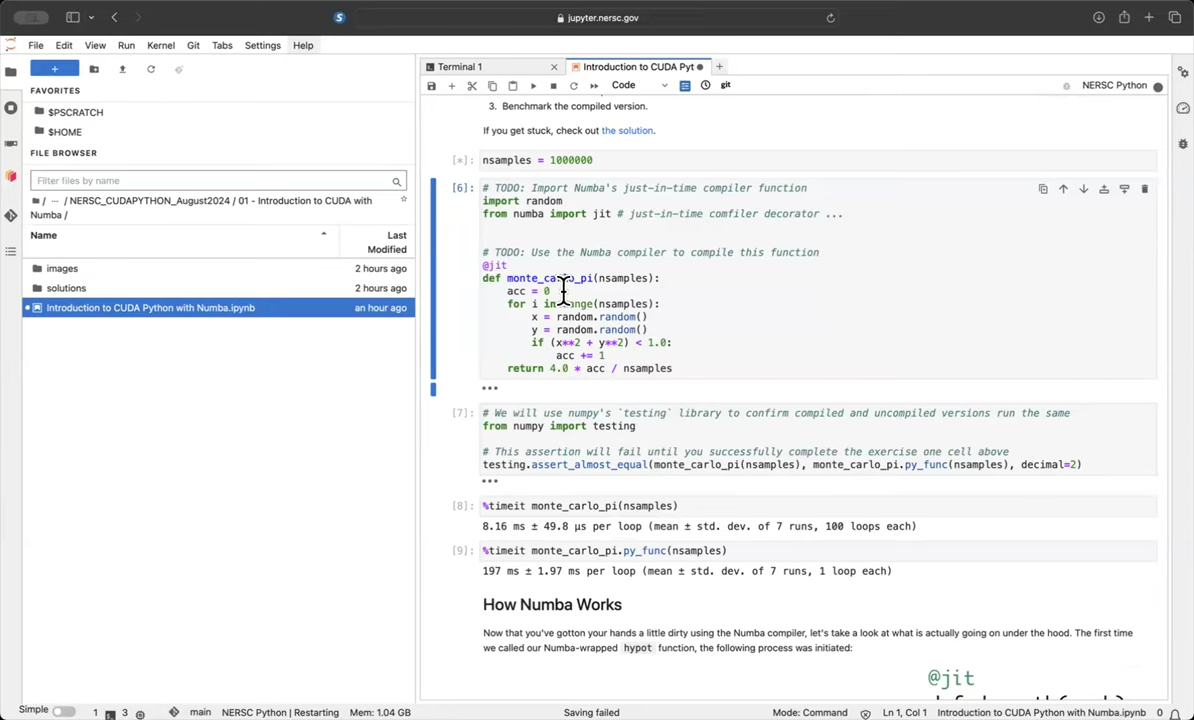 jupyter.nersc.gov
File Edit View Run Kernel Git Tabs Settings Help
FAVORITES
$PSCRATCH
$HOME
FILE BROWSER
Filter files by name
/ ··· / NERSC_CUDAPYTHON_August2024 / 01 - Introduction to CUDA with
Numba /
Name Last
Modified
images 2 hours ago
solutions 2 hours ago
Introduction to CUDA Python with Numba.ipynb an hour ago
Terminal 1
Introduction to CUDA Pyt
Code git NERSC Python
3. Benchmark the compiled version.
If you get stuck, check out the solution.
[*]: nsamples = 1000000
[6]: # TODO: Import Numba's just-in-time compiler function
import random
from numba import jit # just-in-time comfiler decorator ...
# TODO: Use the Numba compiler to compile this function
@jit
def monte_carlo_pi(nsamples):
acc = 0
for i in range(nsamples):
x = random.random()
y = random.random()
if (x**2 + y**2) < 1.0:
acc += 1
return 4.0 * acc / nsamples
•••
[7]: # We will use numpy's `testing` library to confirm compiled and uncompiled versions run the same
from numpy import testing
# This assertion will fail until you successfully complete the exercise one cell above
testing.assert_almost_equal(monte_carlo_pi(nsamples), monte_carlo_pi.py_func(nsamples), decimal=2)
•••
[8]: %timeit monte_carlo_pi(nsamples)
8.16 ms ± 49.8 µs per loop (mean ± std. dev. of 7 runs, 100 loops each)
[9]: %timeit monte_carlo_pi.py_func(nsamples)
197 ms ± 1.97 ms per loop (mean ± std. dev. of 7 runs, 1 loop each)
How Numba Works
Now that you've gotton your hands a little dirty using the Numba compiler, let's take a look at what is actually going on under the hood. The first time
we called our Numba-wrapped hypot function, the following process was initiated:
@jit
Simple 1 3 main NERSC Python | Restarting Mem: 1.04 GB Saving failed Mode: Command Ln 1, Col 1 Introduction to CUDA Python with Numba.ipynb 0